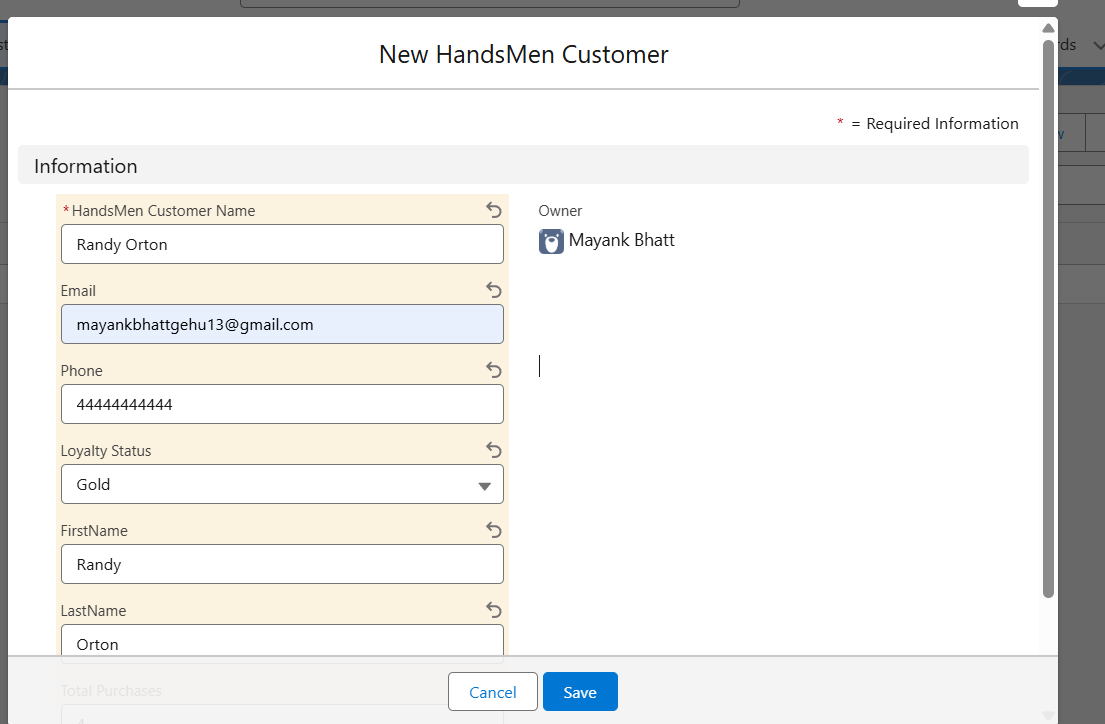 New HandsMen Customer
* = Required Information
Information
*HandsMen Customer Name
Randy Orton
Owner
Mayank Bhatt
Email
mayankbhattgehu13@gmail.com
Phone
44444444444
Loyalty Status
Gold
FirstName
Randy
LastName
Orton
Total Purchases
Cancel
Save